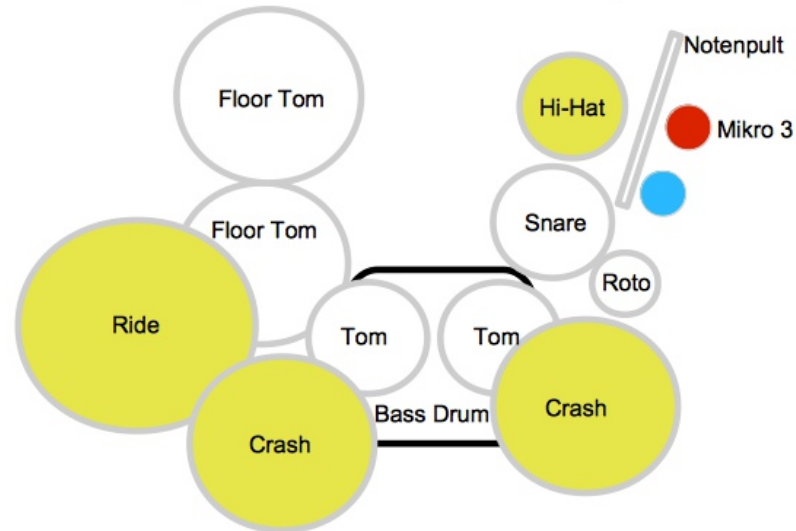 Notenpult
Floor Tom
Hi-Hat
Mikro 3
Floor Tom
Snare
Roto
Ride
Tom
Tom
Bass Drum
Crash
Crash